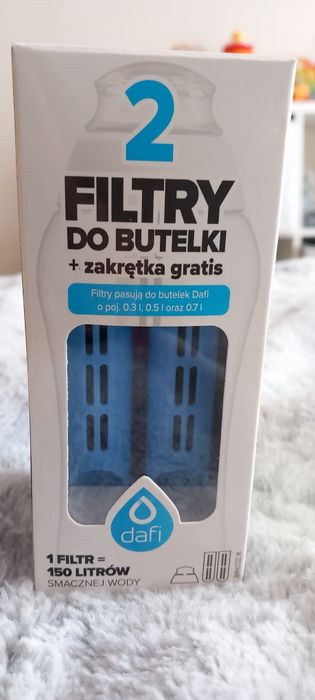 2
FILTRY
DO BUTELKI
+ zakrętka gratis
Filtry pasują do butelek Dafi
o poj. 0.3 l, 0.5 l oraz 0.7 l
dafi
1 FILTR =
150 LITRÓW
SMACZNEJ WODY